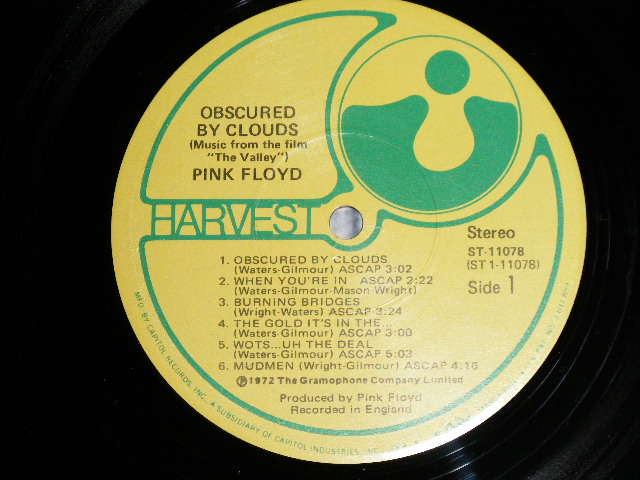 OBSCURED
BY CLOUDS
(Music from the film
"The Valley")
PINK FLOYD
HARVEST
Stereo
ST-11078
(ST 1-11078)
Side 1
1. OBSCURED BY CLOUDS
(Waters-Gilmour) ASCAP 3:02
2. WHEN YOU'RE IN ASCAP 2:22
(Waters-Gilmour-Mason-Wright)
3. BURNING BRIDGES
(Wright-Waters) ASCAP 3:24
4. THE GOLD IT'S IN THE...
(Waters-Gilmour) ASCAP 3:00
5. WOTS...UH THE DEAL
(Waters-Gilmour) ASCAP 5:03
6. MUDMEN (Wright-Gilmour) ASCAP 4:16
℗1972 The Gramophone Company Limited
Produced by Pink Floyd
Recorded in England
MFD. BY CAPITOL RECORDS, INC., A SUBSIDIARY OF CAPITOL INDUSTRIES, INC.,